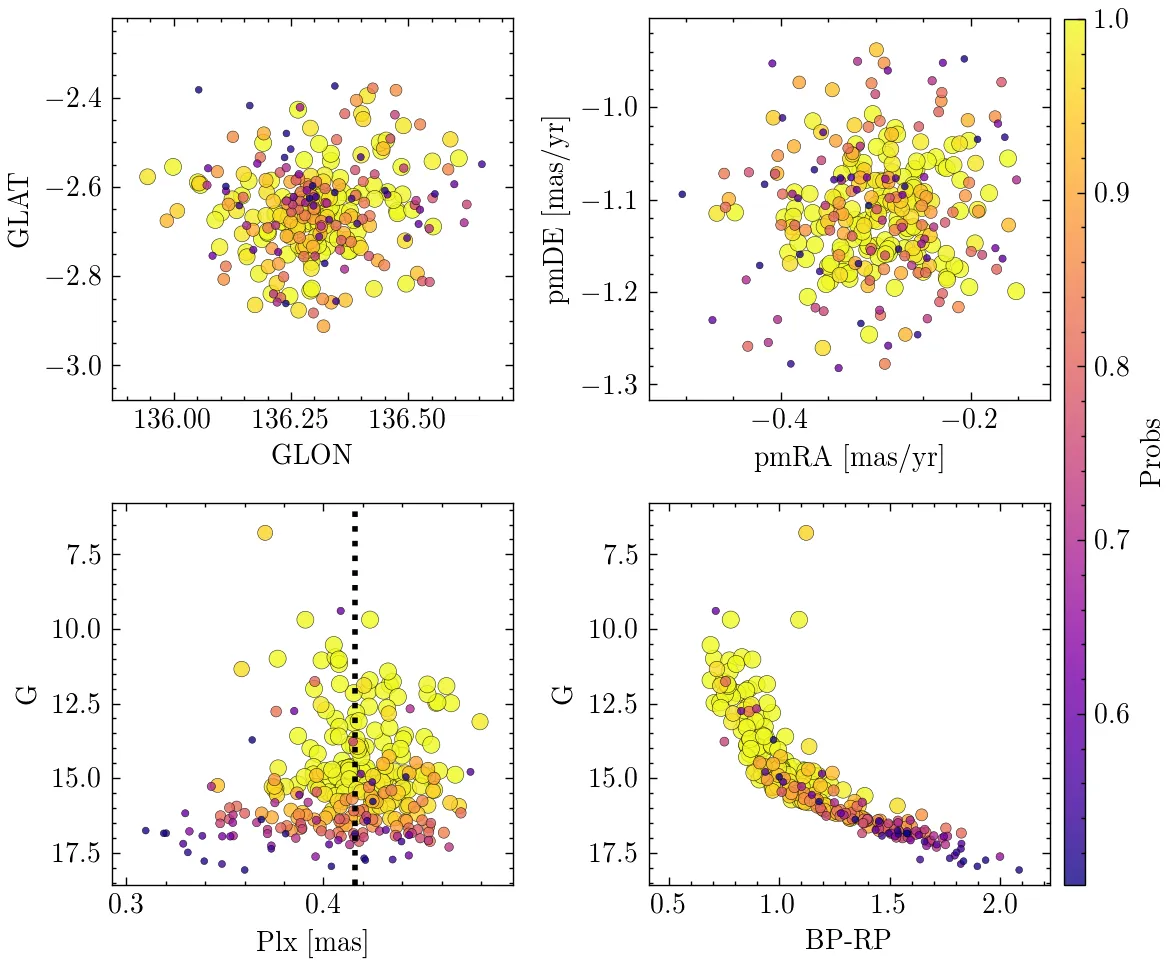 −2.4
−2.6
−2.8
−3.0
GLAT
136.00 136.25 136.50
GLON
−1.0
−1.1
−1.2
−1.3
pmDE [mas/yr]
−0.4 −0.2
pmRA [mas/yr]
1.0
0.9
0.8
0.7
0.6
Probs
7.5
10.0
12.5
15.0
17.5
G
0.3 0.4
Plx [mas]
7.5
10.0
12.5
15.0
17.5
G
0.5 1.0 1.5 2.0
BP-RP